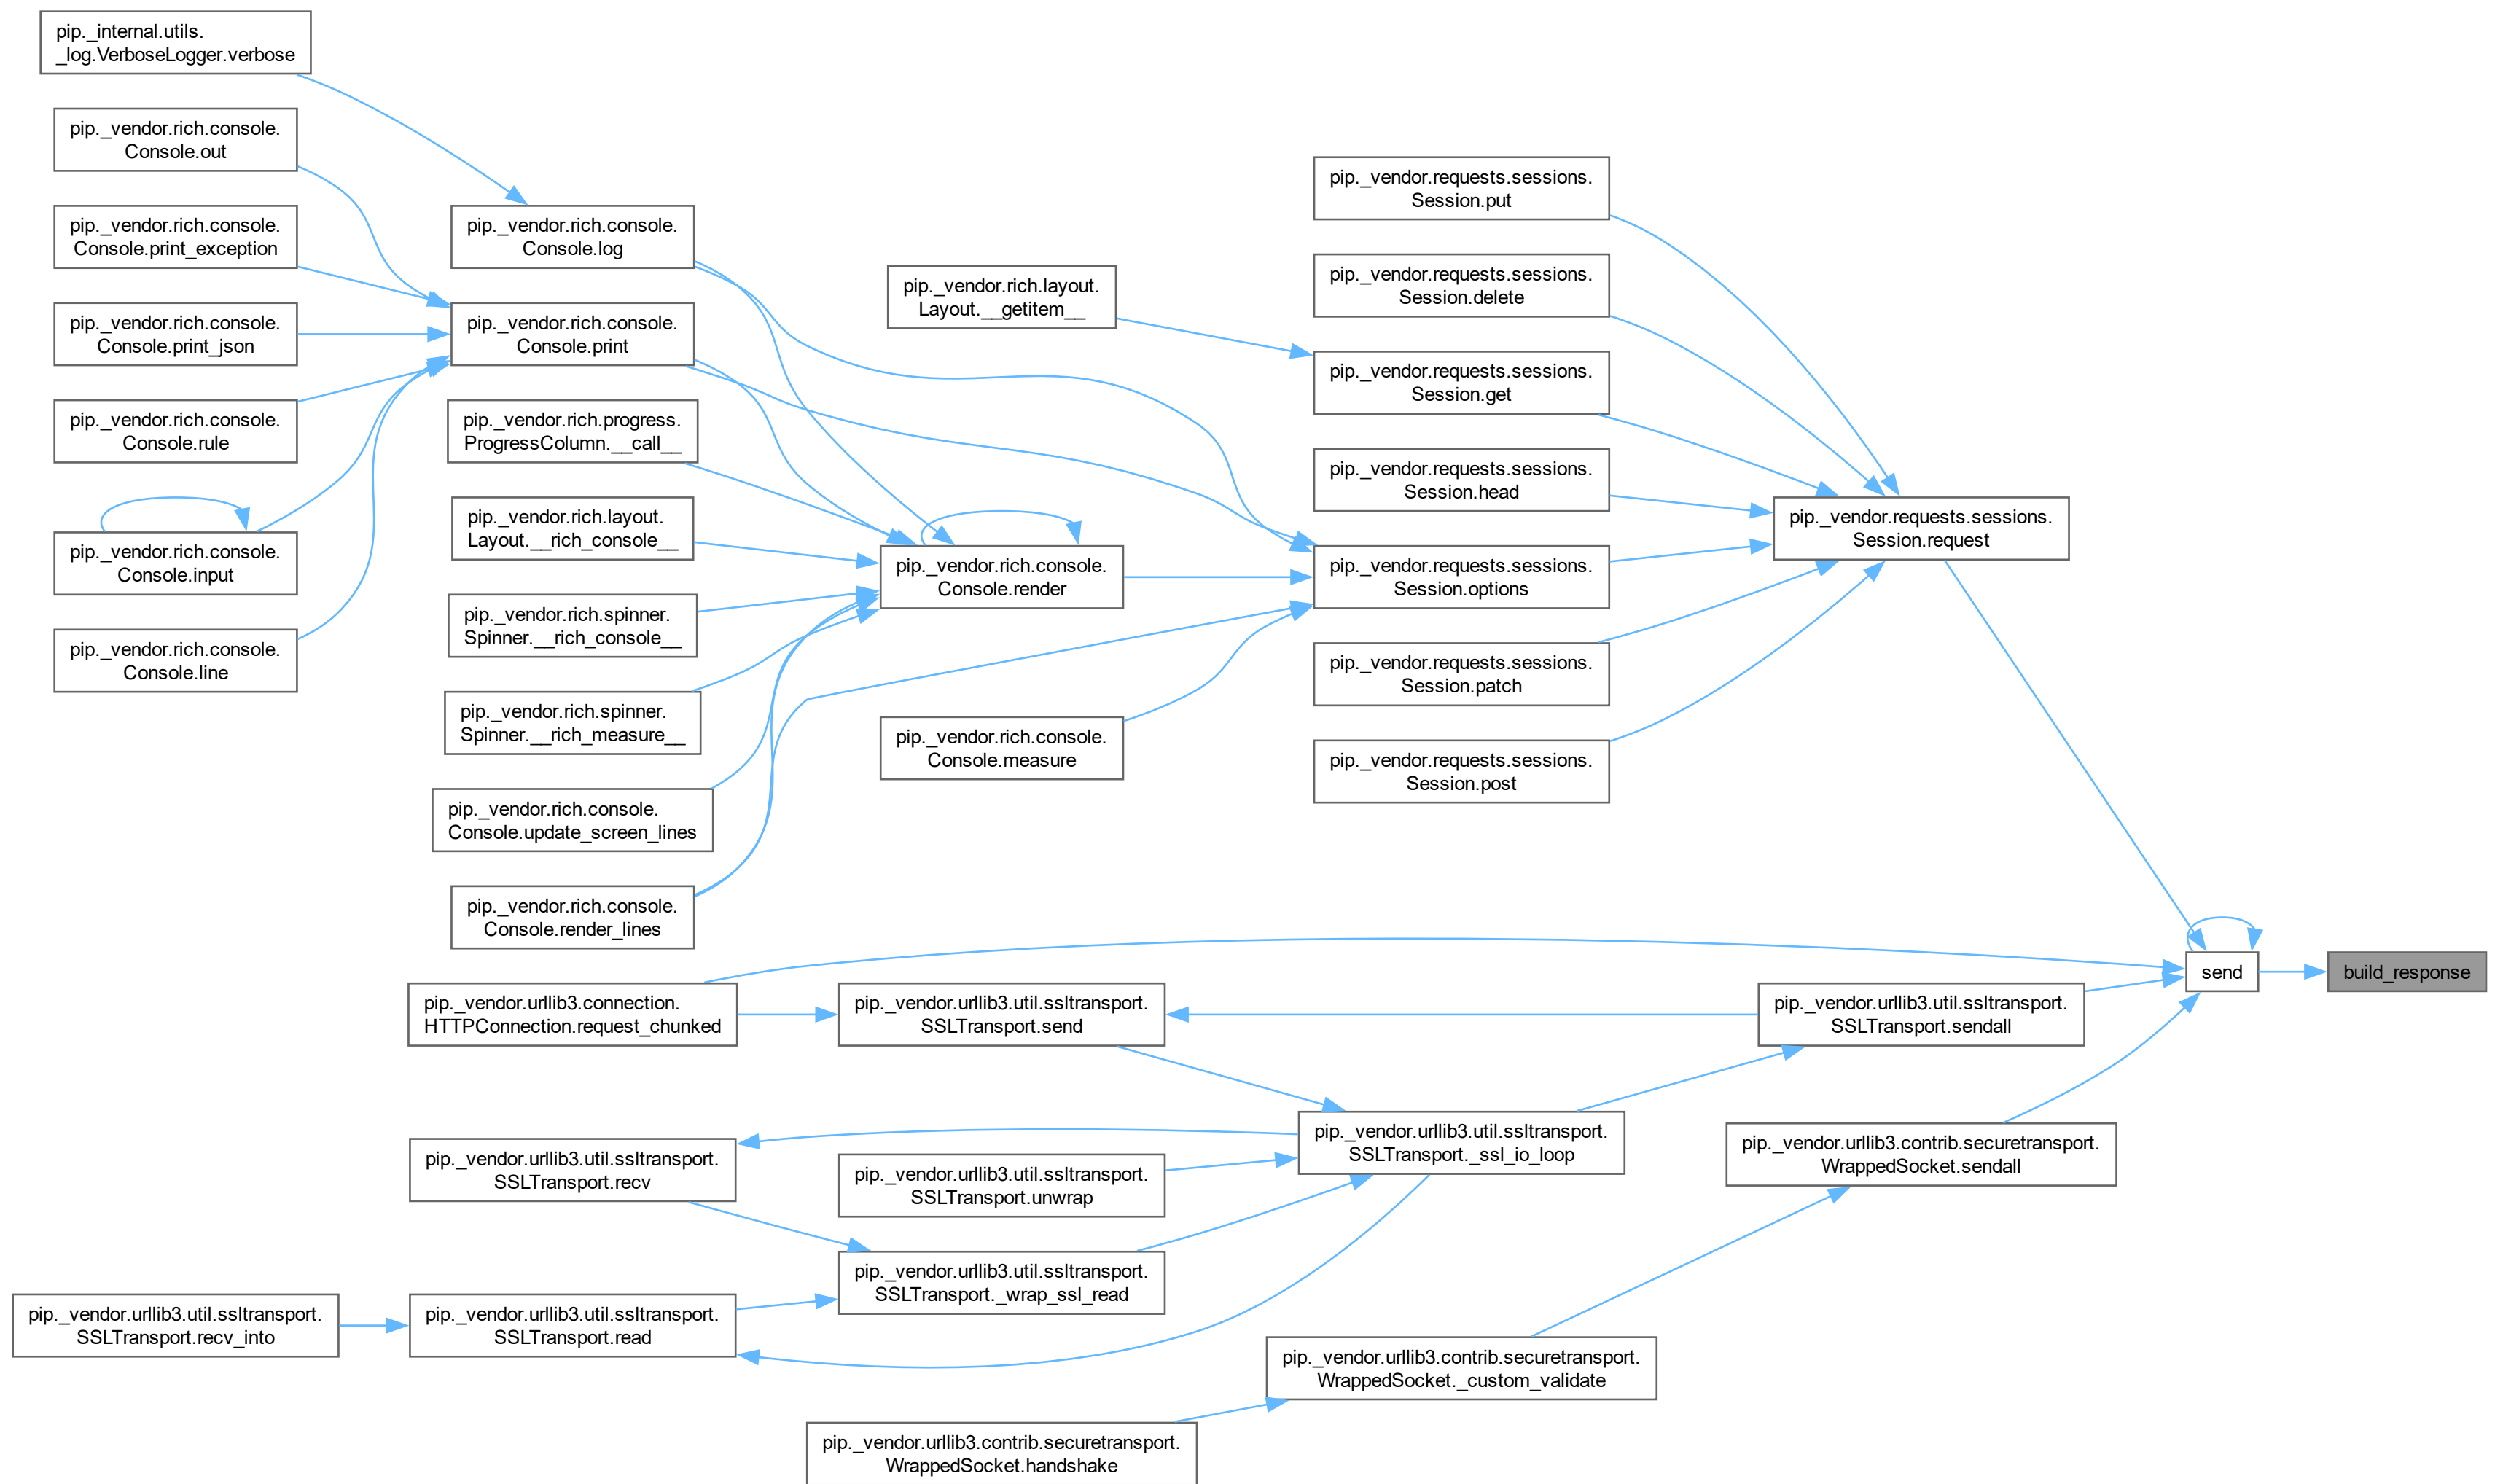 pip._internal.utils.
_log.VerboseLogger.verbose
pip._vendor.rich.console.
Console.out
pip._vendor.rich.console.
Console.print_exception
pip._vendor.rich.console.
Console.print_json
pip._vendor.rich.console.
Console.rule
pip._vendor.rich.console.
Console.input
pip._vendor.rich.console.
Console.line
pip._vendor.rich.console.
Console.log
pip._vendor.rich.console.
Console.print
pip._vendor.rich.progress.
ProgressColumn.__call__
pip._vendor.rich.layout.
Layout.__rich_console__
pip._vendor.rich.spinner.
Spinner.__rich_console__
pip._vendor.rich.spinner.
Spinner.__rich_measure__
pip._vendor.rich.console.
Console.update_screen_lines
pip._vendor.rich.console.
Console.render_lines
pip._vendor.rich.layout.
Layout.__getitem__
pip._vendor.rich.console.
Console.render
pip._vendor.rich.console.
Console.measure
pip._vendor.requests.sessions.
Session.put
pip._vendor.requests.sessions.
Session.delete
pip._vendor.requests.sessions.
Session.get
pip._vendor.requests.sessions.
Session.head
pip._vendor.requests.sessions.
Session.options
pip._vendor.requests.sessions.
Session.patch
pip._vendor.requests.sessions.
Session.post
pip._vendor.requests.sessions.
Session.request
send
build_response
pip._vendor.urllib3.connection.
HTTPConnection.request_chunked
pip._vendor.urllib3.util.ssltransport.
SSLTransport.send
pip._vendor.urllib3.util.ssltransport.
SSLTransport.sendall
pip._vendor.urllib3.util.ssltransport.
SSLTransport.recv
pip._vendor.urllib3.util.ssltransport.
SSLTransport.unwrap
pip._vendor.urllib3.util.ssltransport.
SSLTransport._ssl_io_loop
pip._vendor.urllib3.contrib.securetransport.
WrappedSocket.sendall
pip._vendor.urllib3.util.ssltransport.
SSLTransport._wrap_ssl_read
pip._vendor.urllib3.util.ssltransport.
SSLTransport.recv_into
pip._vendor.urllib3.util.ssltransport.
SSLTransport.read
pip._vendor.urllib3.contrib.securetransport.
WrappedSocket._custom_validate
pip._vendor.urllib3.contrib.securetransport.
WrappedSocket.handshake